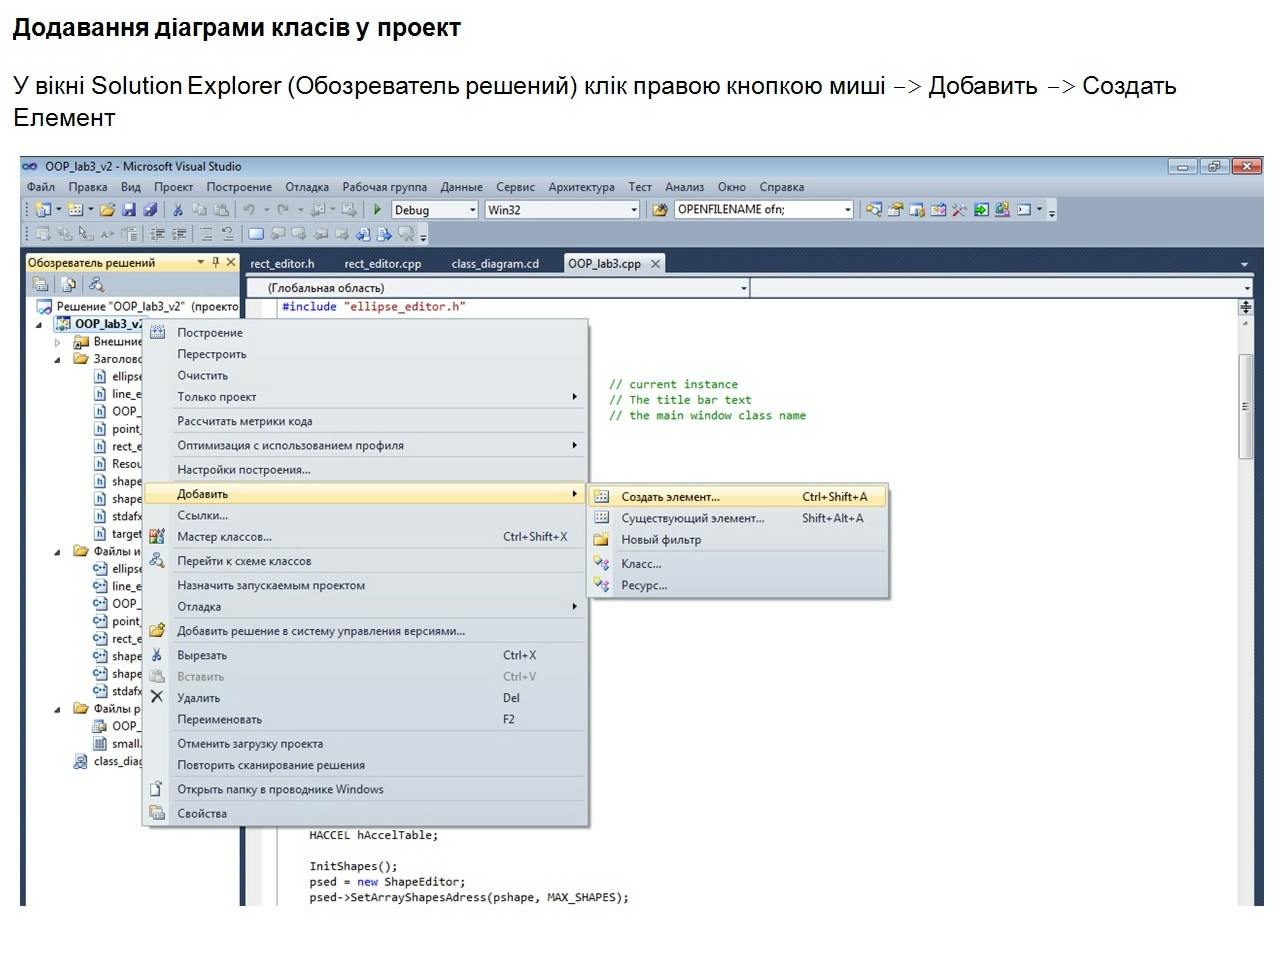 Додавання діаграми класів у проект
У вікні Solution Explorer (Обозреватель решений) клік правою кнопкою миші –> Добавить –> Создать
Елемент
OOP_lab3_v2 - Microsoft Visual Studio
Файл Правка Вид Проект Построение Отладка Рабочая группа Данные Сервис Архитектура Тест Анализ Окно Справка
Debug Win32 OPENFILENAME ofn;
Обозреватель решений
rect_editor.h rect_editor.cpp class_diagram.cd OOP_lab3.cpp
(Глобальная область)
Решение "OOP_lab3_v2" (проекто
#include "ellipse_editor.h"
OOP_lab3_v2
Внешние
Заголово
ellipse
line_e
OOP_
point_
rect_e
Resou
shape
shape
stdafx
target
Файлы и
ellipse
line_e
OOP_
point_
rect_e
shape
shape
stdafx
Файлы р
OOP_
small.
class_diag
Построение
Перестроить
Очистить
Только проект
Рассчитать метрики кода
Оптимизация с использованием профиля
Настройки построения...
Добавить
Ссылки...
Мастер классов... Ctrl+Shift+X
Перейти к схеме классов
Назначить запускаемым проектом
Отладка
Добавить решение в систему управления версиями...
Вырезать Ctrl+X
Вставить Ctrl+V
Удалить Del
Переименовать F2
Отменить загрузку проекта
Повторить сканирование решения
Открыть папку в проводнике Windows
Свойства
Создать элемент... Ctrl+Shift+A
Существующий элемент... Shift+Alt+A
Новый фильтр
Класс...
Ресурс...
// current instance
// The title bar text
// the main window class name
HACCEL hAccelTable;
InitShapes();
psed = new ShapeEditor;
psed->SetArrayShapesAdress(pshape, MAX_SHAPES);